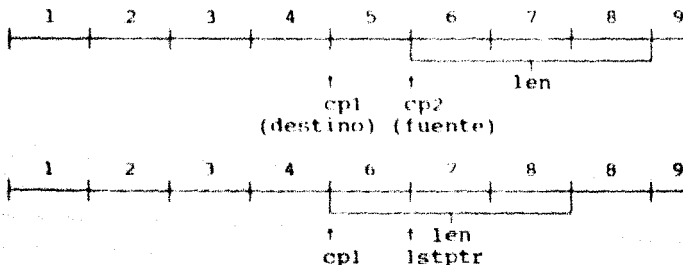 1 2 3 4 5 6 7 8 9
len
cp1 cp2
(destino) (fuente)
1 2 3 4 6 7 8 8 9
len
cp1 lstptr